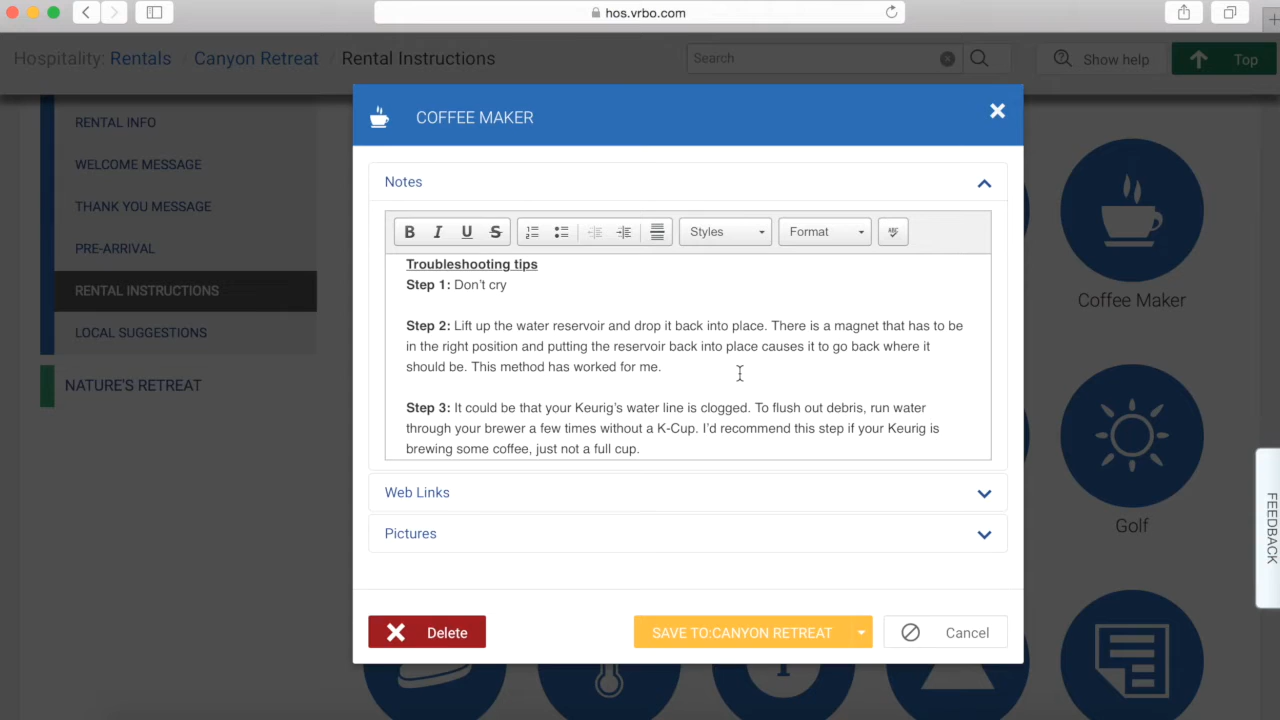 hos.vrbo.com
Hospitality: Rentals / Canyon Retreat / Rental Instructions
Search
Show help
Top
RENTAL INFO
WELCOME MESSAGE
THANK YOU MESSAGE
PRE-ARRIVAL
RENTAL INSTRUCTIONS
LOCAL SUGGESTIONS
NATURE'S RETREAT
COFFEE MAKER
Notes
B I U S Styles Format ABC
Troubleshooting tips
Step 1: Don't cry
Step 2: Lift up the water reservoir and drop it back into place. There is a magnet that has to be
in the right position and putting the reservoir back into place causes it to go back where it
should be. This method has worked for me.
Step 3: It could be that your Keurig's water line is clogged. To flush out debris, run water
through your brewer a few times without a K-Cup. I'd recommend this step if your Keurig is
brewing some coffee, just not a full cup.
Web Links
Pictures
Delete
SAVE TO:CANYON RETREAT
Cancel
Coffee Maker
Golf
FEEDBACK